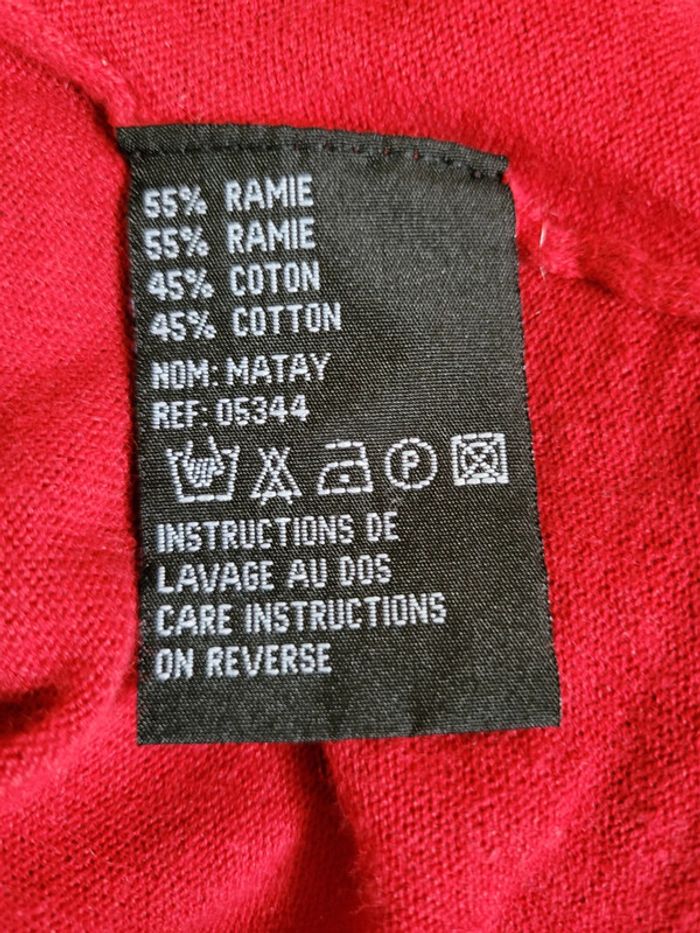 55% RAMIE
55% RAMIE
45% COTON
45% COTTON
NOM: MATAY
REF: 05344
P
INSTRUCTIONS DE
LAVAGE AU DOS
CARE INSTRUCTIONS
ON REVERSE